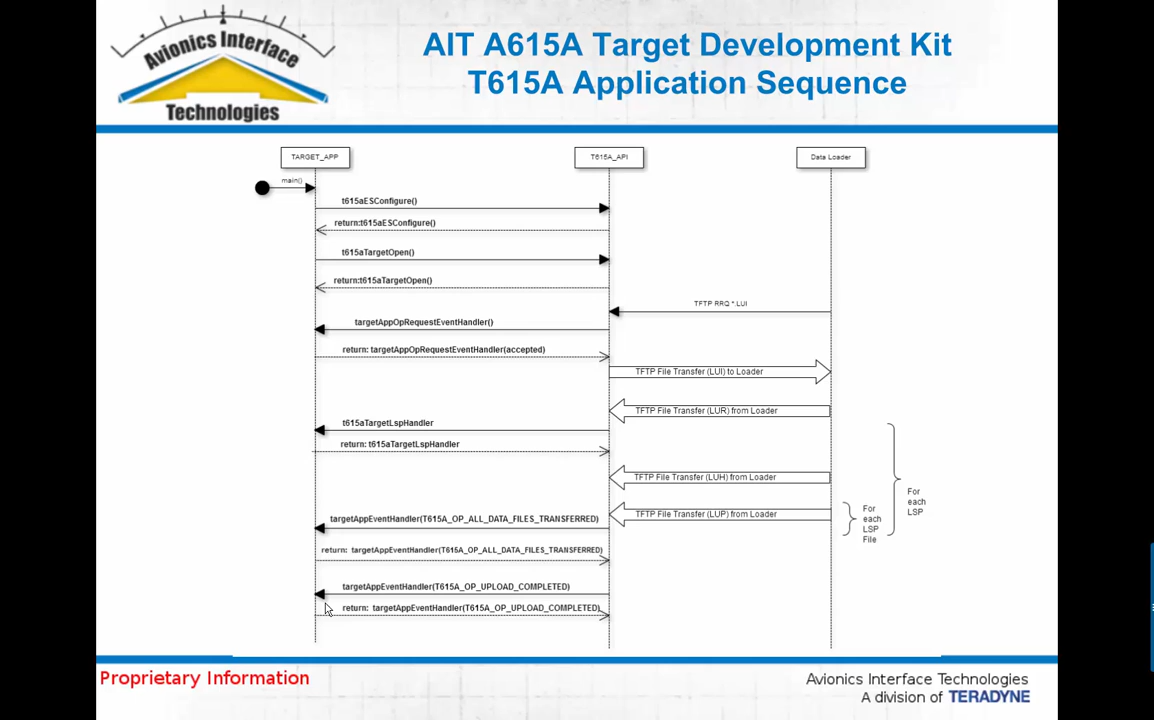 Avionics Interface
Technologies
AIT A615A Target Development Kit
T615A Application Sequence
TARGET_APP
T615A_API
Data Loader
main()
t615aESConfigure()
return:t615aESConfigure()
t615aTargetOpen()
return:t615aTargetOpen()
TFTP RRQ *.LUI
targetAppOpRequestEventHandler()
return: targetAppOpRequestEventHandler(accepted)
TFTP File Transfer (LUI) to Loader
TFTP File Transfer (LUR) from Loader
t615aTargetLspHandler
return: t615aTargetLspHandler
TFTP File Transfer (LUH) from Loader
For
each
LSP
TFTP File Transfer (LUP) from Loader
For
each
LSP
File
targetAppEventHandler(T615A_OP_ALL_DATA_FILES_TRANSFERRED)
return: targetAppEventHandler(T615A_OP_ALL_DATA_FILES_TRANSFERRED)
targetAppEventHandler(T615A_OP_UPLOAD_COMPLETED)
return: targetAppEventHandler(T615A_OP_UPLOAD_COMPLETED)
Proprietary Information
Avionics Interface Technologies
A division of TERADYNE